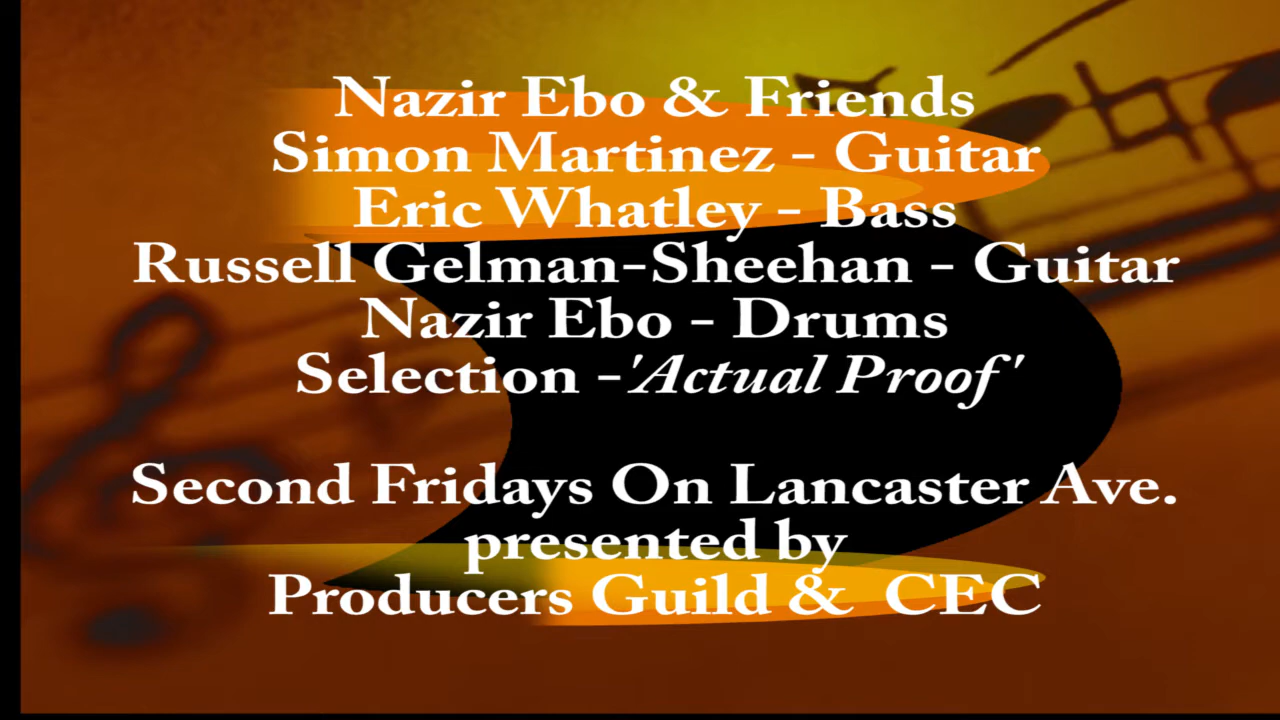 Nazir Ebo & Friends
Simon Martinez - Guitar
Eric Whatley - Bass
Russell Gelman-Sheehan - Guitar
Nazir Ebo - Drums
Selection -'Actual Proof'
Second Fridays On Lancaster Ave.
presented by
Producers Guild &  CEC